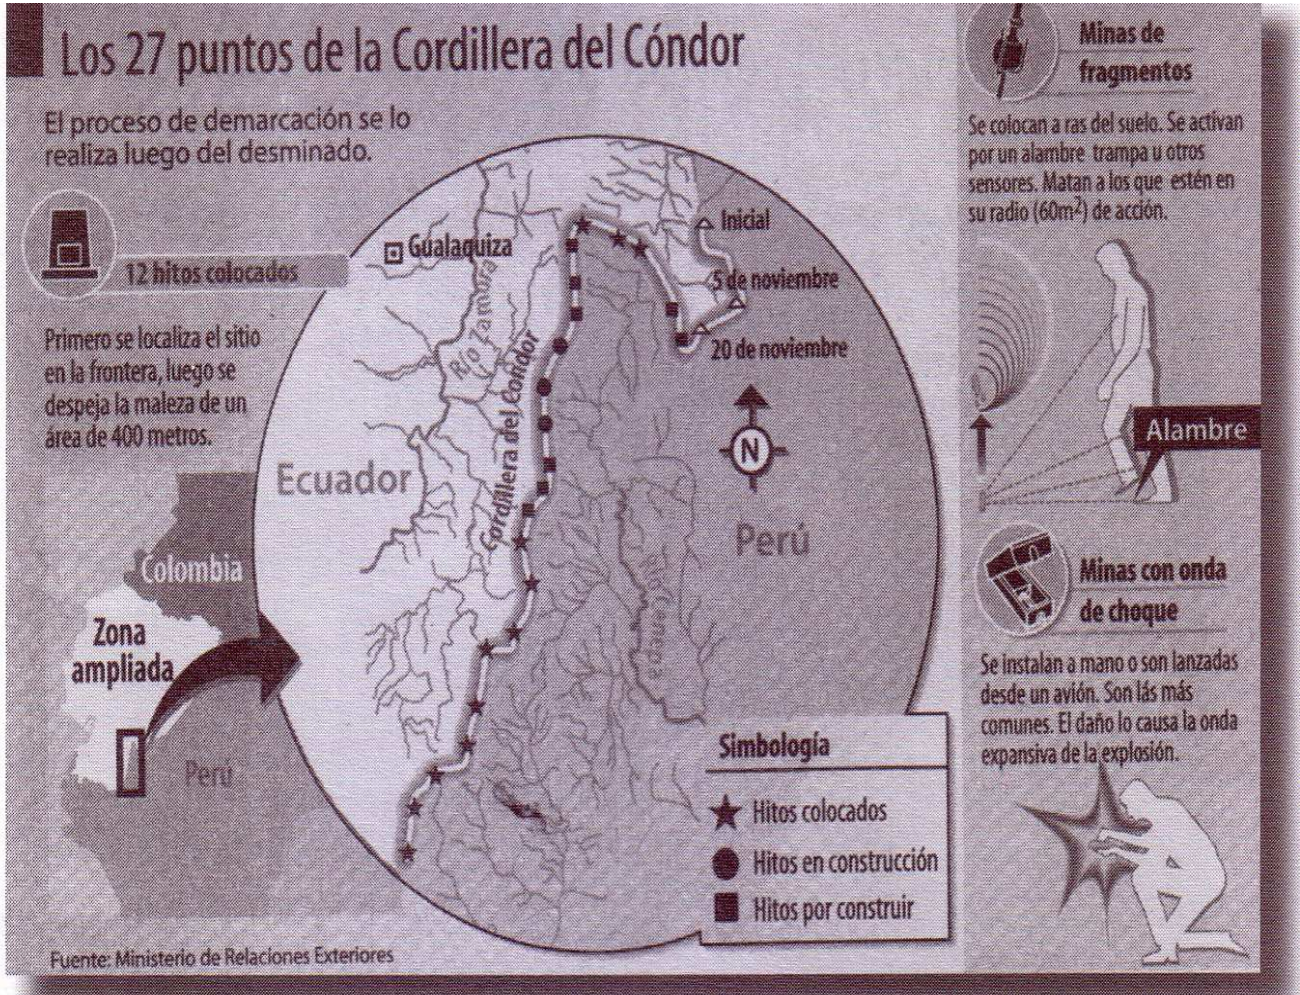 Los 27 puntos de la Cordillera del Cóndor
El proceso de demarcación se lo
realiza luego del desminado.
12 hitos colocados
Primero se localiza el sitio
en la frontera, luego se
despeja la maleza de un
área de 400 metros.
Colombia
Zona
ampliada
Perú
Gualaquiza
Río Zamora
Cordillera del Cóndor
Ecuador
Inicial
5 de noviembre
20 de noviembre
N
Perú
Río Cenepa
Simbología
Hitos colocados
Hitos en construcción
Hitos por construir
Fuente: Ministerio de Relaciones Exteriores
Minas de
fragmentos
Se colocan a ras del suelo. Se activan
por un alambre trampa u otros
sensores. Matan a los que estén en
su radio (60m²) de acción.
Alambre
Minas con onda
de choque
Se instalan a mano o son lanzadas
desde un avión. Son lás más
comunes. El daño lo causa la onda
expansiva de la explosión.